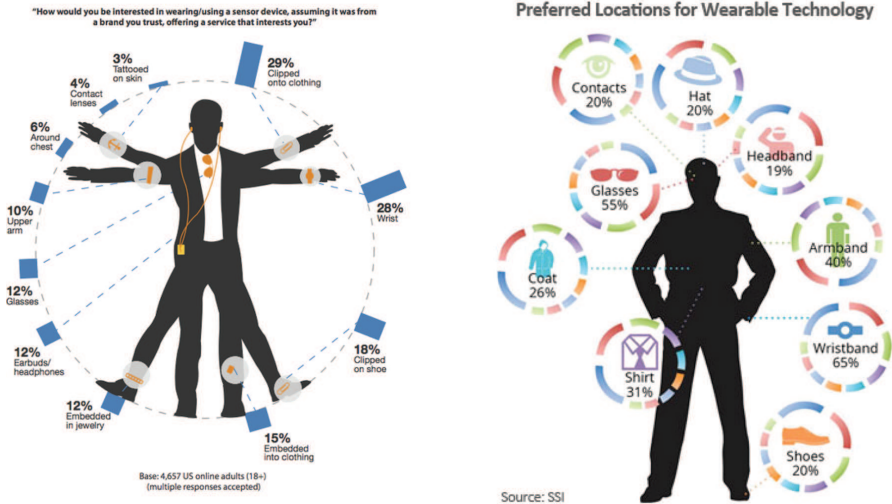 "How would you be interested in wearing/using a sensor device, assuming it was from
a brand you trust, offering a service that interests you?"
3%
Tattooed
on skin
4%
Contact
lenses
6%
Around
chest
10%
Upper
arm
12%
Glasses
12%
Earbuds/
headphones
12%
Embedded
in jewelry
29%
Clipped
onto clothing
28%
Wrist
18%
Clipped
on shoe
15%
Embedded
into clothing
Base: 4,657 US online adults (18+)
(multiple responses accepted)
Preferred Locations for Wearable Technology
Contacts
20%
Hat
20%
Headband
19%
Glasses
55%
Armband
40%
Coat
26%
Wristband
65%
Shirt
31%
Shoes
20%
Source: SSI